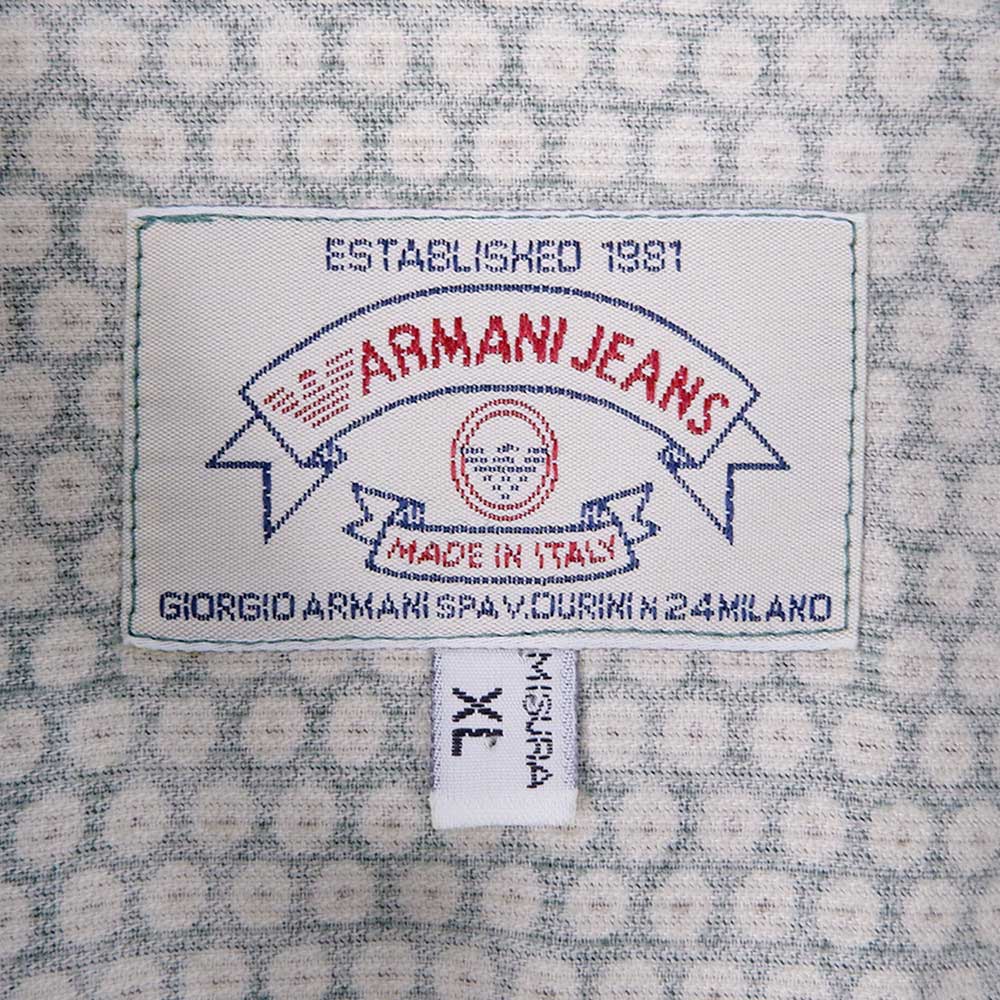 ESTABLISHED 1981
ARMANI JEANS
MADE IN ITALY
GIORGIO ARMANI SPA V. DURINI N 24 MILANO
MISURA
XL